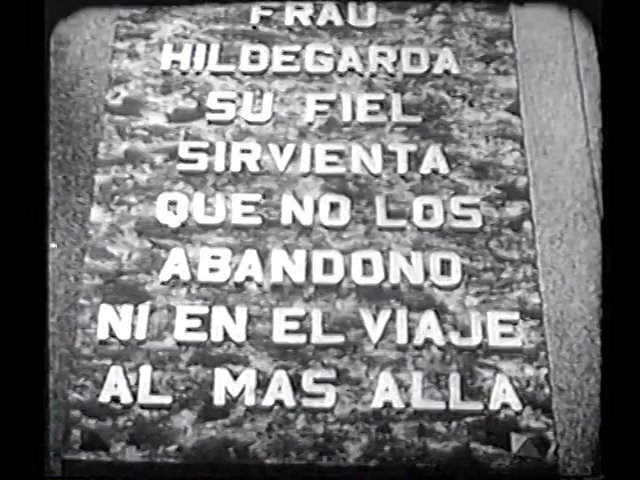 FRAU
HILDEGARDA
SU FIEL
SIRVIENTA
QUE NO LOS
ABANDONO
NI EN EL VIAJE
AL MAS ALLA